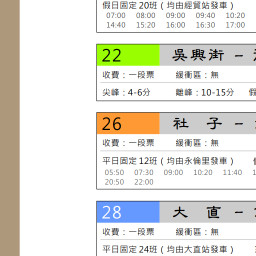 假日固定20班（均由經貿站發車）
07:00 08:00 09:00 09:40 10:20
14:40 15:20 16:00 16:30 17:00
22 吳興街 –
收費：一段票 緩衝區：無
尖峰：4-6分 離峰：10-15分
26 社 子 –
收費：一段票 緩衝區：無
平日固定12班（均由永倫里發車）
05:50 07:30 09:00 10:20 11:40
20:50 22:00
28 大 直 –
收費：一段票 緩衝區：無
平日固定24班（均由大直站發車）